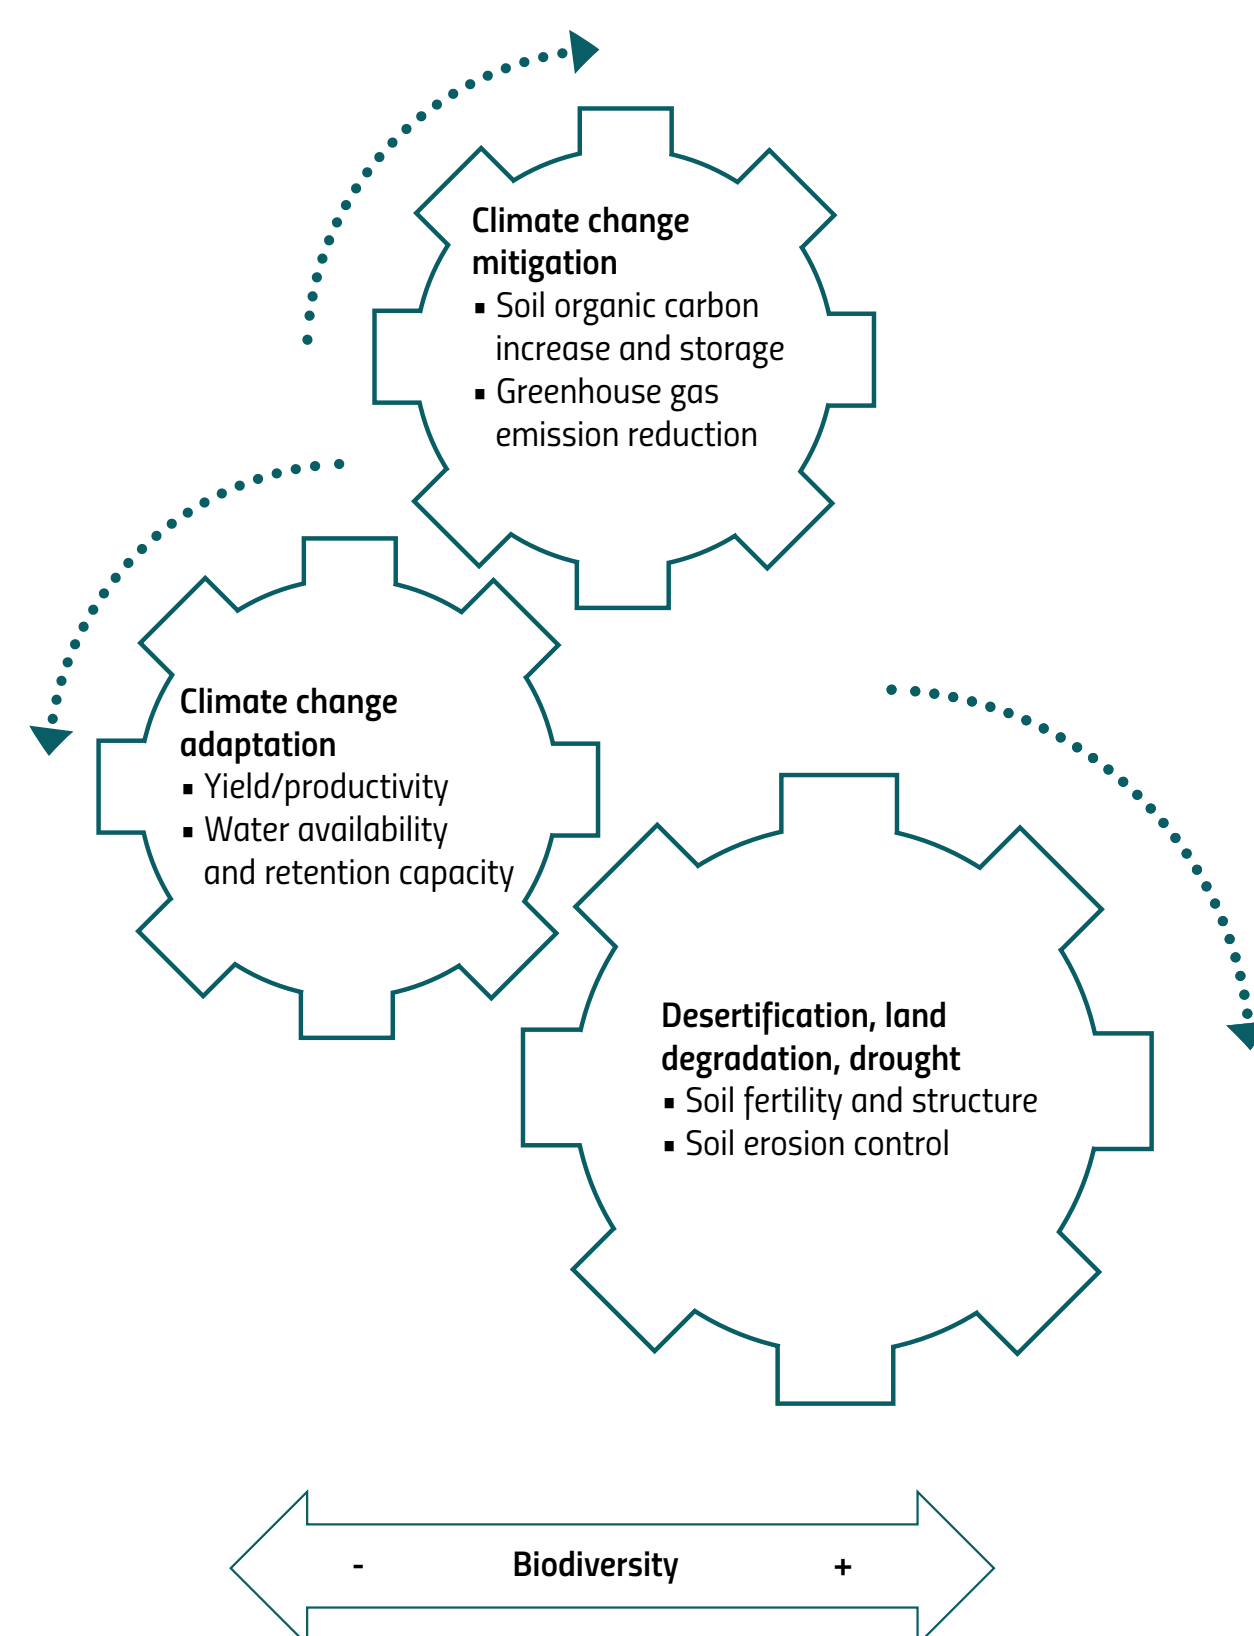 Climate change
mitigation
▪ Soil organic carbon
increase and storage
▪ Greenhouse gas
emission reduction
Climate change
adaptation
▪ Yield/productivity
▪ Water availability
and retention capacity
Desertification, land
degradation, drought
▪ Soil fertility and structure
▪ Soil erosion control
- Biodiversity +